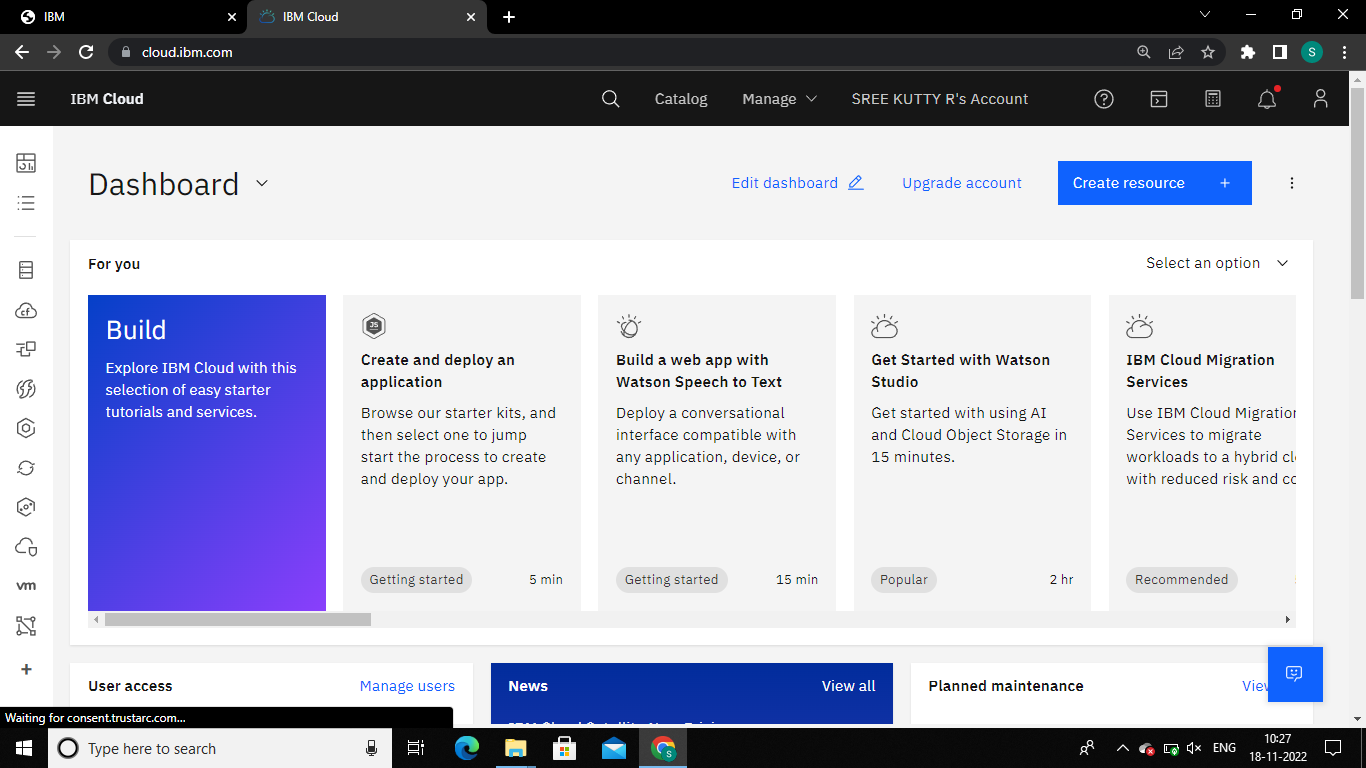 IBM
IBM Cloud
cloud.ibm.com
S
IBM Cloud
Catalog
Manage
SREE KUTTY R's Account
Dashboard
Edit dashboard
Upgrade account
Create resource +
For you
Select an option
Build
Explore IBM Cloud with this
selection of easy starter
tutorials and services.
JS
Create and deploy an
application
Browse our starter kits, and
then select one to jump
start the process to create
and deploy your app.
Getting started
5 min
Build a web app with
Watson Speech to Text
Deploy a conversational
interface compatible with
any application, device, or
channel.
Getting started
15 min
Get Started with Watson
Studio
Get started with using AI
and Cloud Object Storage in
15 minutes.
Popular
2 hr
IBM Cloud Migration
Services
Use IBM Cloud Migration
Services to migrate
workloads to a hybrid cl
with reduced risk and co
Recommended
cf
vm
User access
Manage users
News
View all
Planned maintenance
View
Waiting for consent.trustarc.com...
Type here to search
S
ENG
10:27
18-11-2022